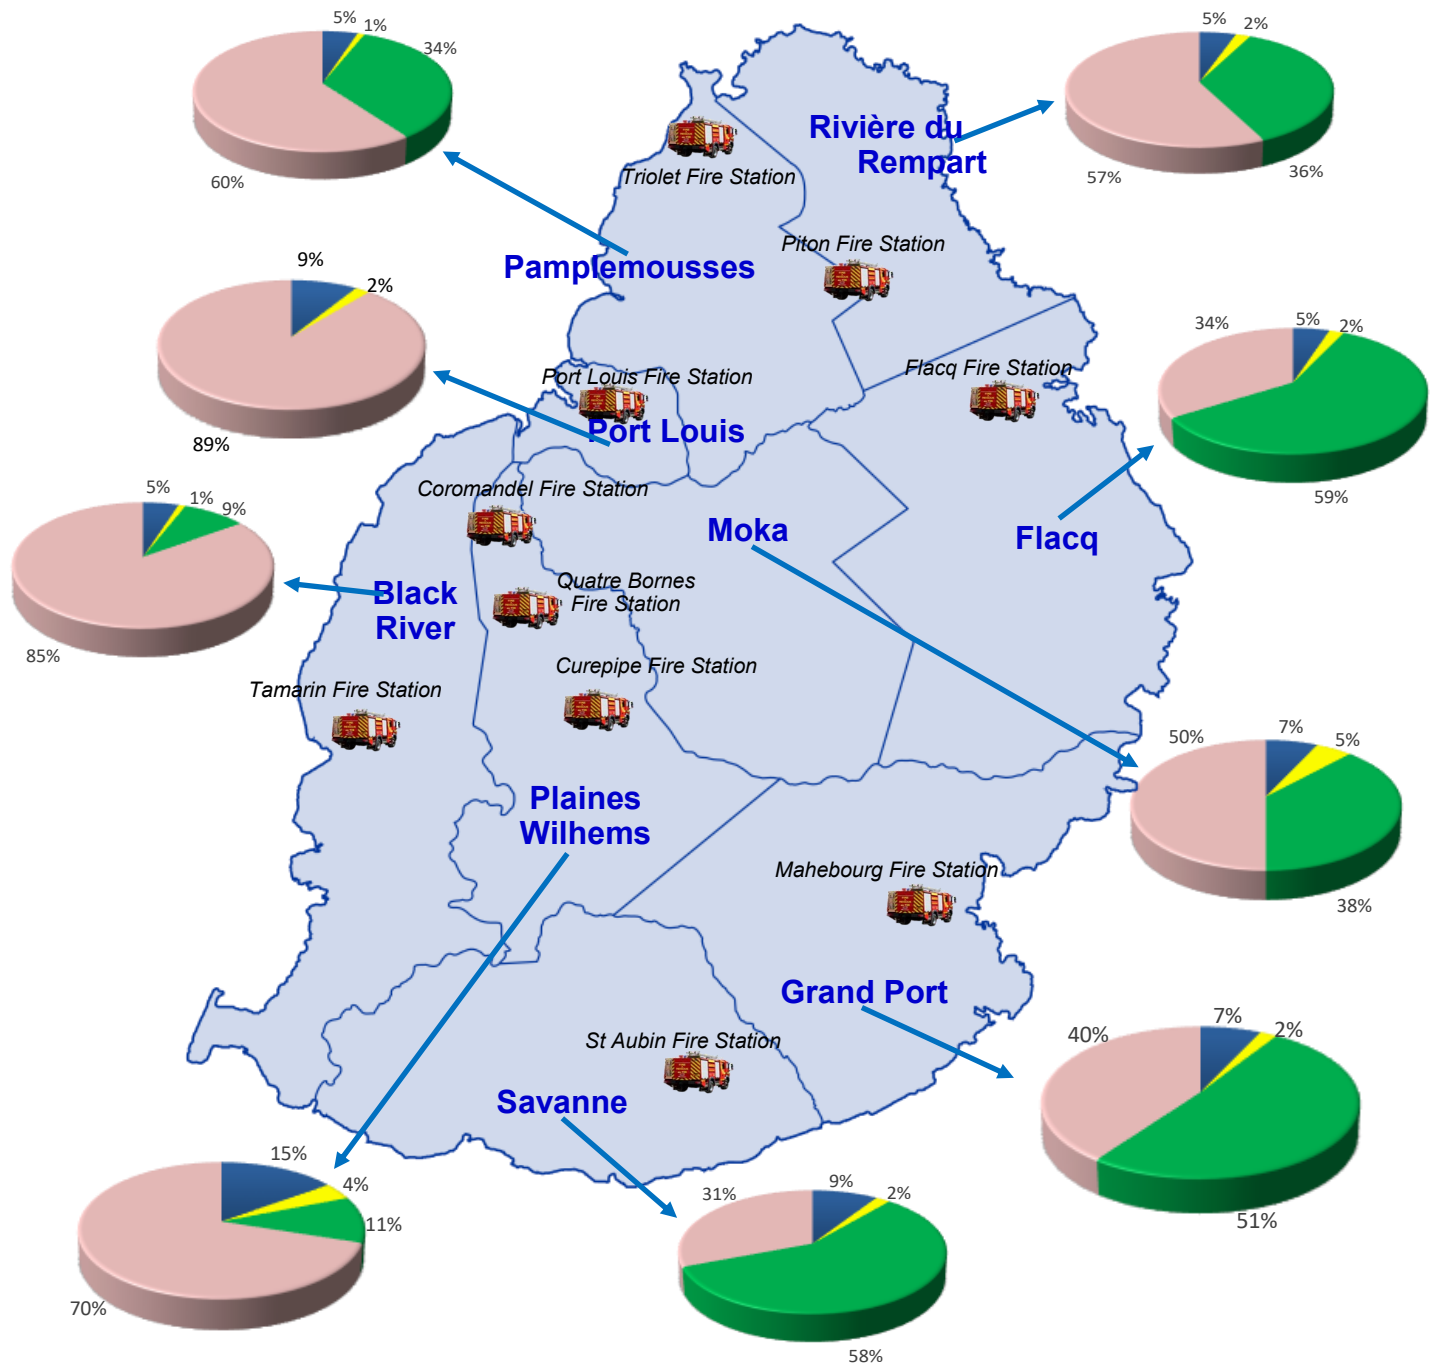 5%
1%
34%
60%
5%
2%
36%
57%
Rivière du
Rempart
Triolet Fire Station
Piton Fire Station
Pamplemousses
9%
2%
89%
34%
5%
2%
59%
Port Louis Fire Station
Flacq Fire Station
Port Louis
Coromandel Fire Station
5%
1%
9%
85%
Moka
Flacq
Quatre Bornes
Fire Station
Black
River
Curepipe Fire Station
Tamarin Fire Station
50%
7%
5%
38%
Plaines
Wilhems
Mahebourg Fire Station
Grand Port
40%
7%
2%
51%
St Aubin Fire Station
Savanne
15%
4%
11%
70%
31%
9%
2%
58%